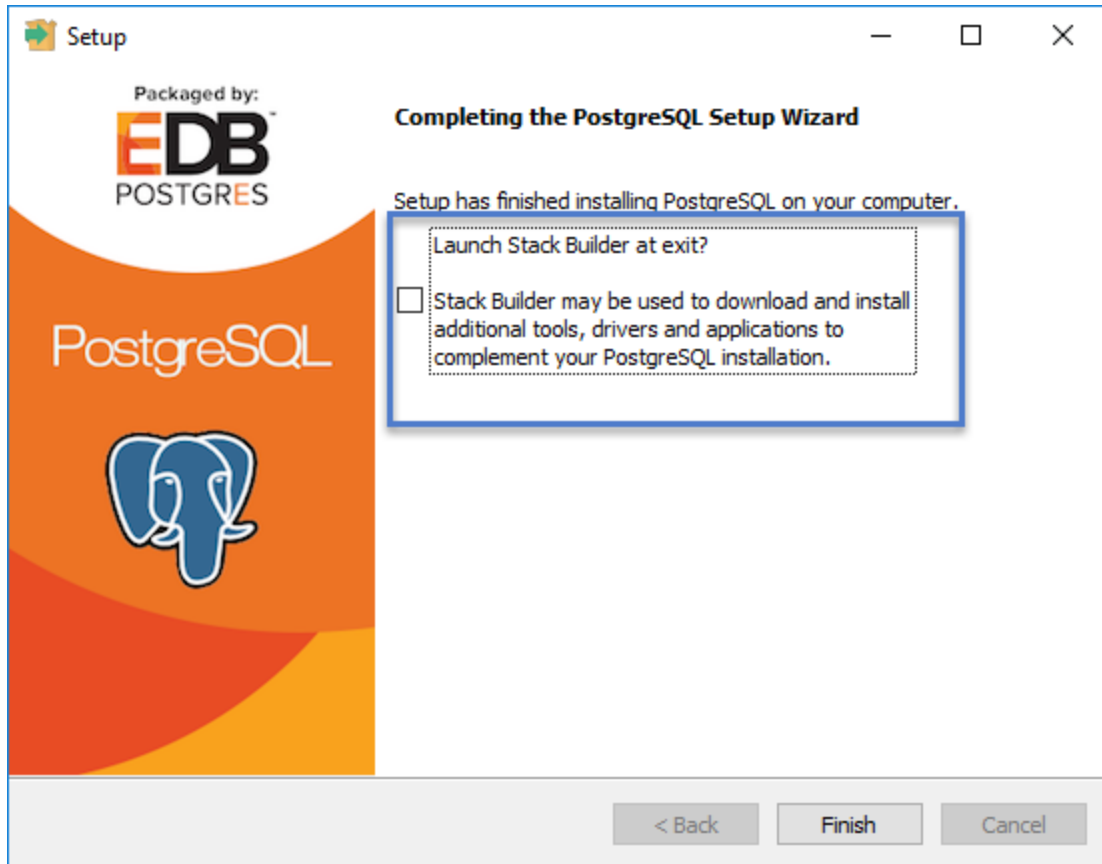 Setup
Packaged by:
EDB™
POSTGRES
PostgreSQL
Completing the PostgreSQL Setup Wizard
Setup has finished installing PostgreSQL on your computer.
Launch Stack Builder at exit?
Stack Builder may be used to download and install
additional tools, drivers and applications to
complement your PostgreSQL installation.
< Back
Finish
Cancel